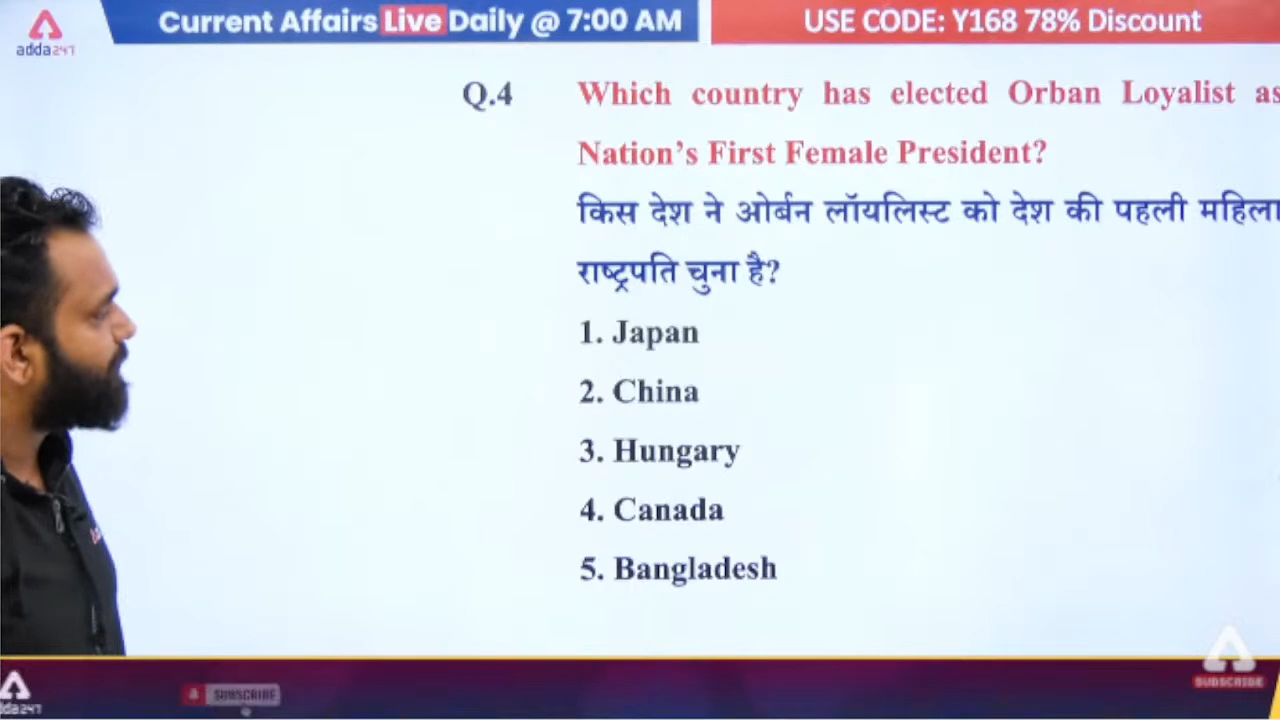 Current Affairs Live Daily @ 7:00 AM
USE CODE: Y168 78% Discount
adda247
Q.4 Which country has elected Orban Loyalist as
Nation's First Female President?
किस देश ने ओर्बन लॉयलिस्ट को देश की पहली महिला
राष्ट्रपति चुना है?
1. Japan
2. China
3. Hungary
4. Canada
5. Bangladesh
SUBSCRIBE
dda247
SUBSCRIBE